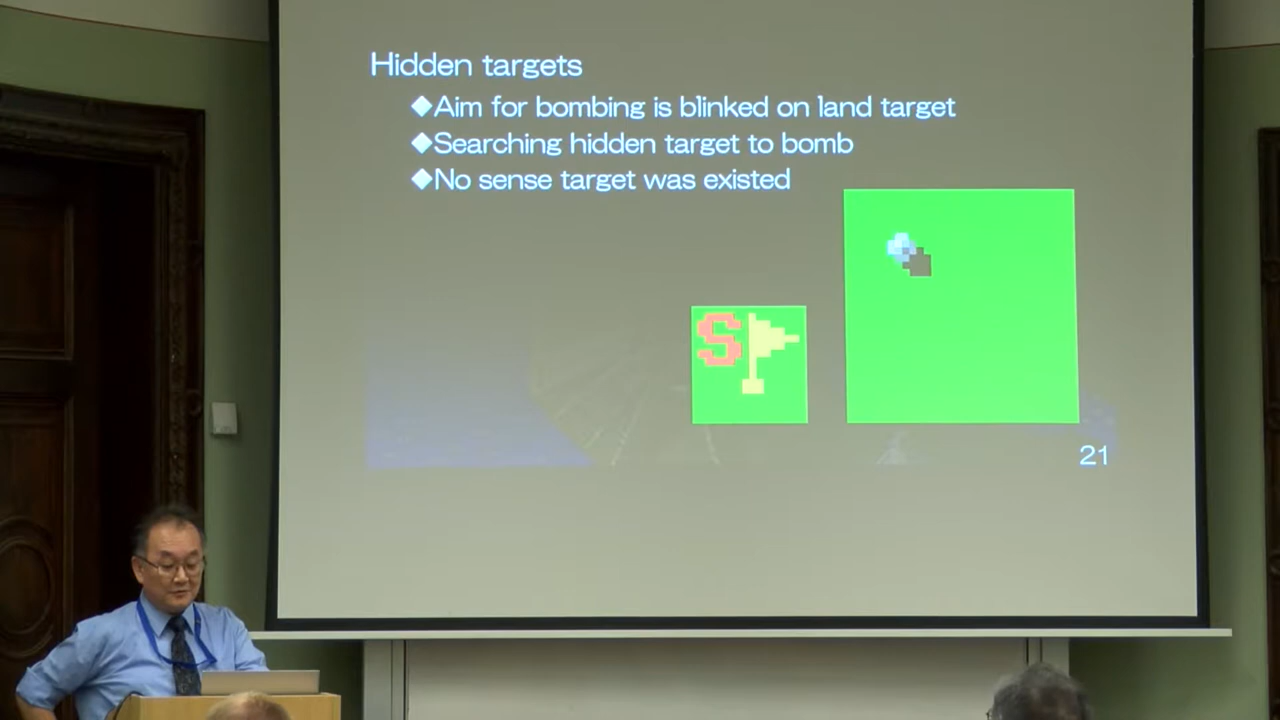 Hidden targets
◆Aim for bombing is blinked on land target
◆Searching hidden target to bomb
◆No sense target was existed
S
21